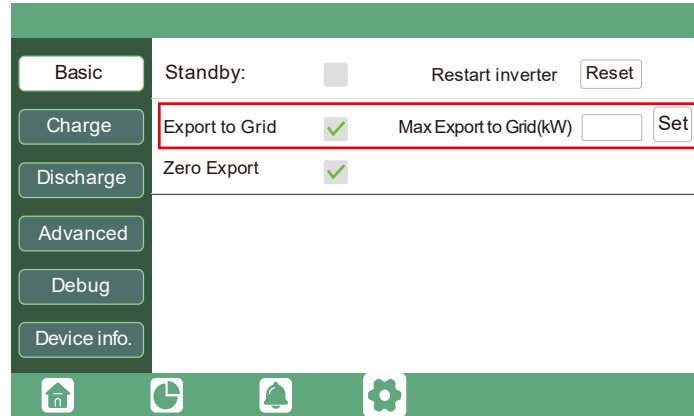 Basic
Standby:
Restart inverter
Reset
Charge
Export to Grid
Max Export to Grid(kW)
Set
Discharge
Zero Export
Advanced
Debug
Device info.